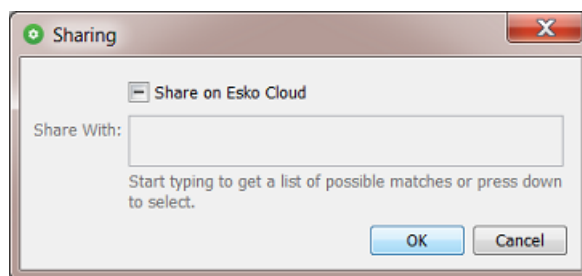 Sharing
Share on Esko Cloud
Share With:
Start typing to get a list of possible matches or press down
to select.
OK
Cancel